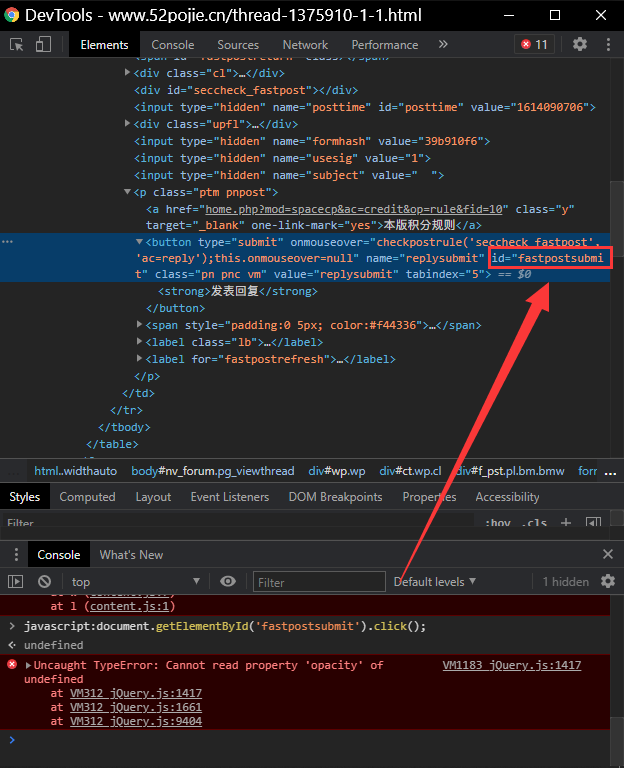 DevTools - www.52pojie.cn/thread-1375910-1-1.html
Elements Console Sources Network Performance » 11
<div class="cl">…</div>
<div id="seccheck_fastpost"></div>
<input type="hidden" name="posttime" id="posttime" value="1614090706">
<div class="upfl">…</div>
<input type="hidden" name="formhash" value="39b910f6">
<input type="hidden" name="usesig" value="1">
<input type="hidden" name="subject" value="  ">
<p class="ptm pnpost">
<a href="home.php?mod=spacecp&ac=credit&op=rule&fid=10" class="y"
target="_blank" one-link-mark="yes">本版积分规则</a>
<button type="submit" onmouseover="checkpostrule('seccheck_fastpost',
'ac=reply');this.onmouseover=null" name="replysubmit" id="fastpostsubmi
t" class="pn pnc vm" value="replysubmit" tabindex="5"> == $0
<strong>发表回复</strong>
</button>
<span style="padding:0 5px; color:#f44336">…</span>
<label class="lb">…</label>
<label for="fastpostrefresh">…</label>
</p>
</td>
</tr>
</tbody>
</table>
html..widthauto body#nv_forum.pg_viewthread div#wp.wp div#ct.wp.cl div#f_pst.pl.bm.bmw forr ...
Styles Computed Layout Event Listeners DOM Breakpoints Properties Accessibility
Filter :hov .cls +
Console What's New
top Filter Default levels 1 hidden
at l (content.js:1)
javascript:document.getElementById('fastpostsubmit').click();
undefined
Uncaught TypeError: Cannot read property 'opacity' of VM1183 jQuery.js:1417
undefined
at VM312 jQuery.js:1417
at VM312 jQuery.js:1661
at VM312 jQuery.js:9404